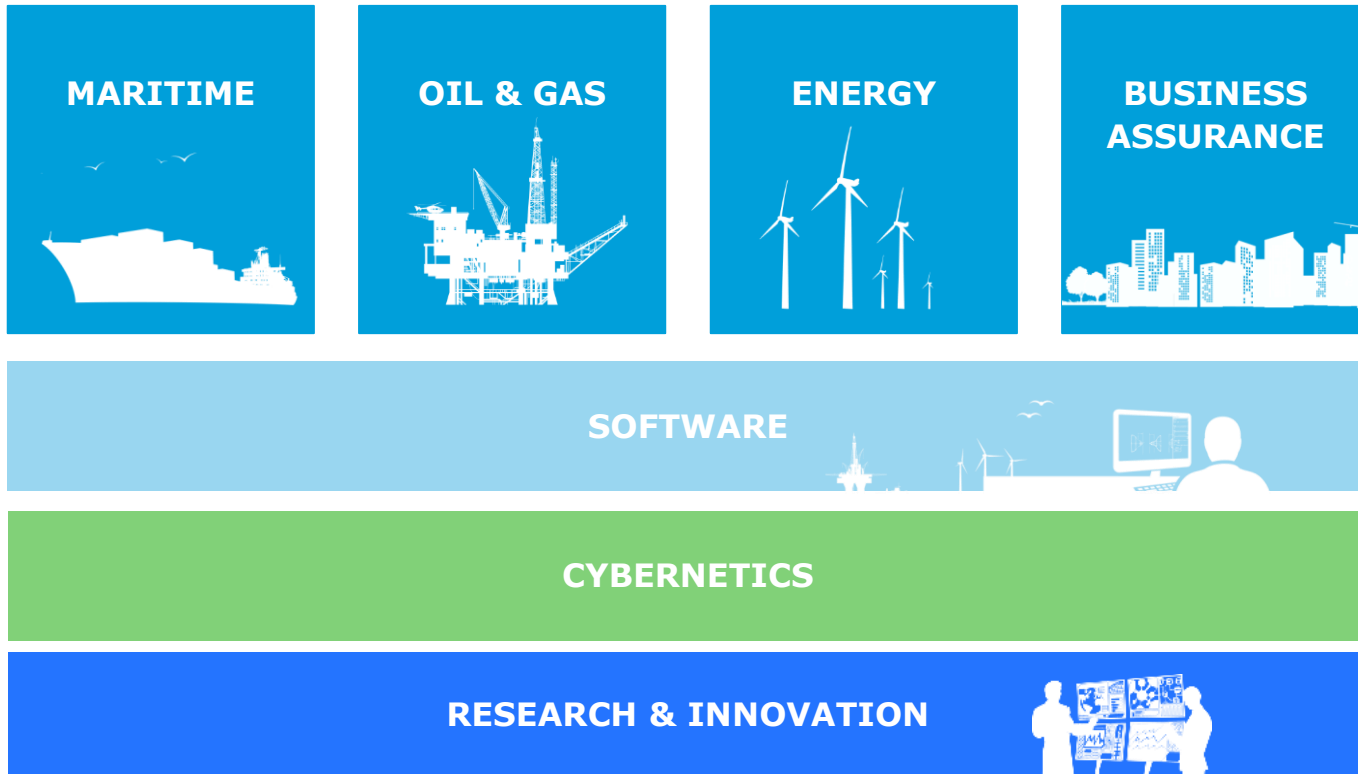 MARITIME
OIL & GAS
ENERGY
BUSINESS
ASSURANCE
SOFTWARE
CYBERNETICS
RESEARCH & INNOVATION